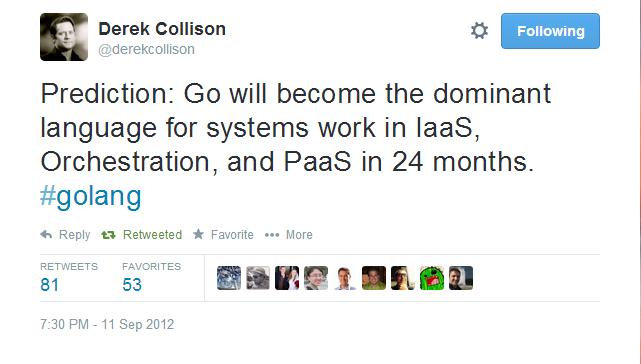 Derek Collison
@derekcollison
Following
Prediction: Go will become the dominant
language for systems work in IaaS,
Orchestration, and PaaS in 24 months.
#golang
Reply Retweeted Favorite More
RETWEETS FAVORITES
81 53
7:30 PM - 11 Sep 2012